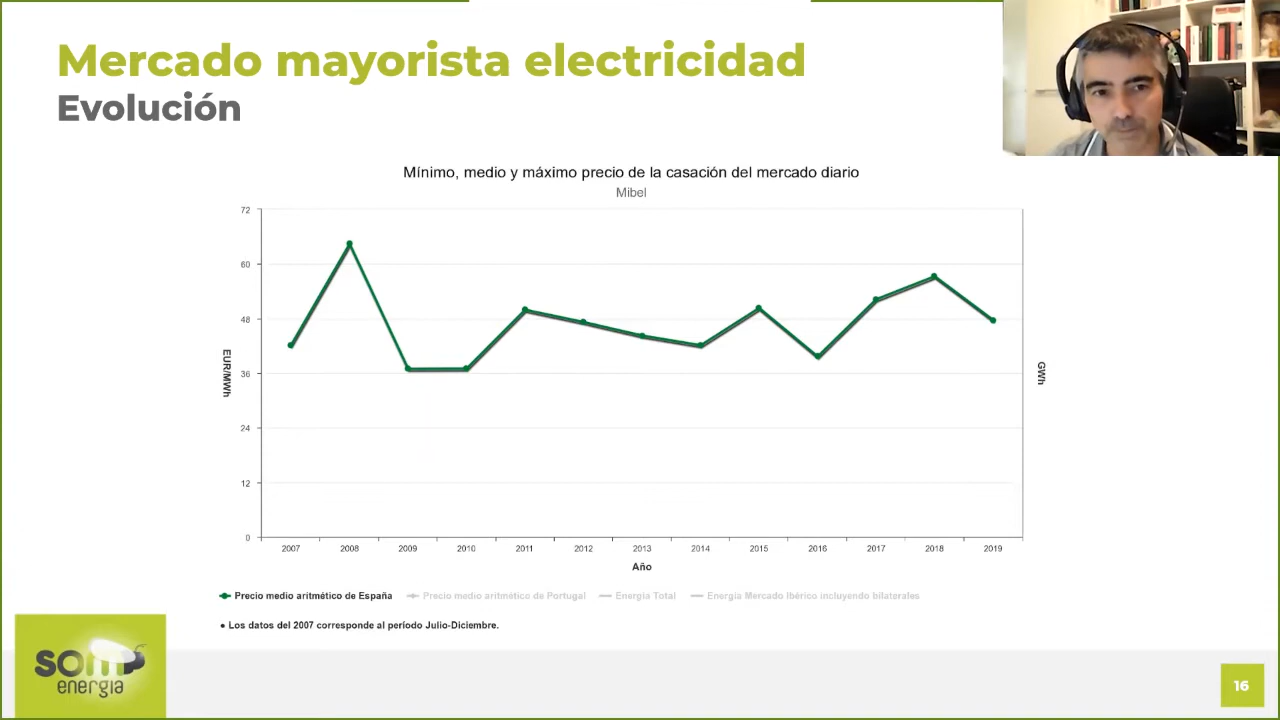 Mercado mayorista electricidad
Evolución
Mínimo, medio y máximo precio de la casación del mercado diario
Mibel
72
60
48
36
24
12
0
EUR/MWh
GWh
2007 2008 2009 2010 2011 2012 2013 2014 2015 2016 2017 2018 2019
Año
Precio medio aritmético de España Precio medio aritmético de Portugal Energía Total Energía Mercado Ibérico incluyendo bilaterales
• Los datos del 2007 corresponde al período Julio-Diciembre.
som
energia
16